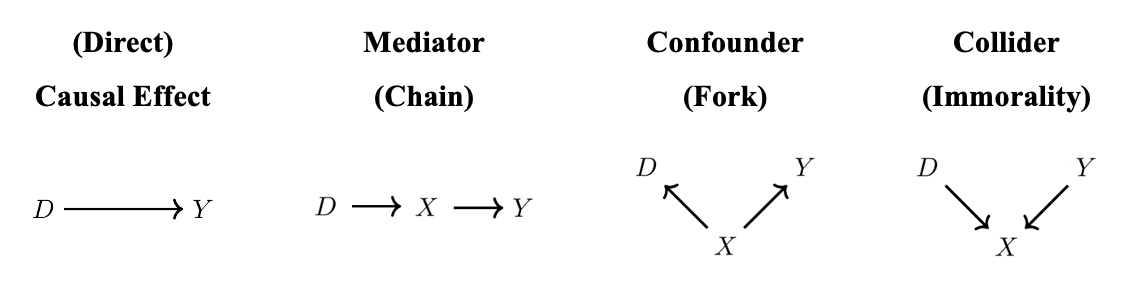 (Direct)
Causal Effect
D Y
Mediator
(Chain)
D X Y
Confounder
(Fork)
D Y
X
Collider
(Immorality)
D Y
X